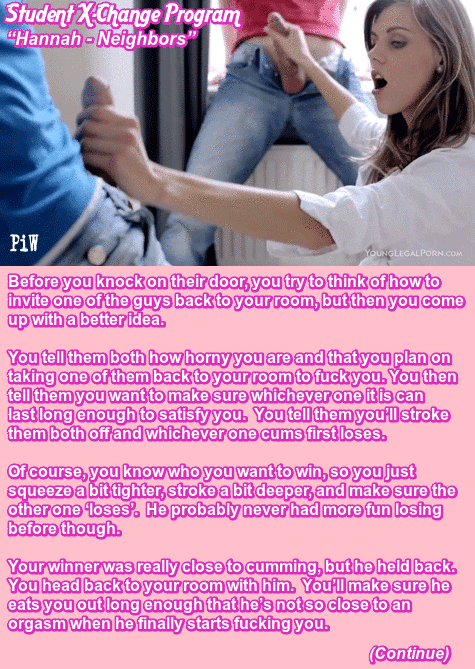 Student X-Change Program
“Hannah - Neighbors”
PiW
YoungLegalPorn.com
Before you knock on their door, you try to think of how to
invite one of the guys back to your room, but then you come
up with a better idea.
You tell them both how horny you are and that you plan on
taking one of them back to your room to fuck you. You then
tell them you want to make sure whichever one it is can
last long enough to satisfy you. You tell them you'll stroke
them both off and whichever one cums first loses.
Of course, you know who you want to win, so you just
squeeze a bit tighter, stroke a bit deeper, and make sure the
other one ‘loses’. He probably never had more fun losing
before though.
Your winner was really close to cumming, but he held back.
You head back to your room with him. You'll make sure he
eats you out long enough that he's not so close to an
orgasm when he finally starts fucking you.
(Continue)